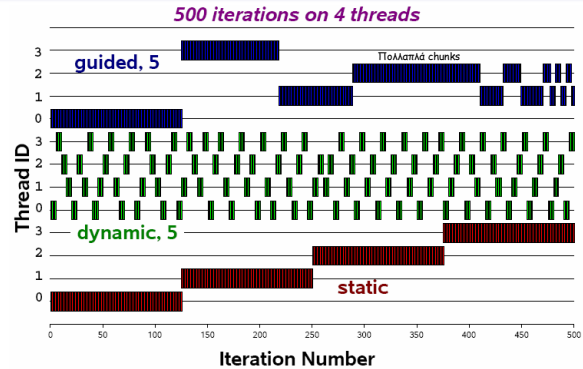 500 iterations on 4 threads
3
guided, 5
Πολλαπλά chunks
2
1
0
3
2
1
0
Thread ID
dynamic, 5
3
2
1
static
0
0 50 100 150 200 250 300 350 400 450 500
Iteration Number